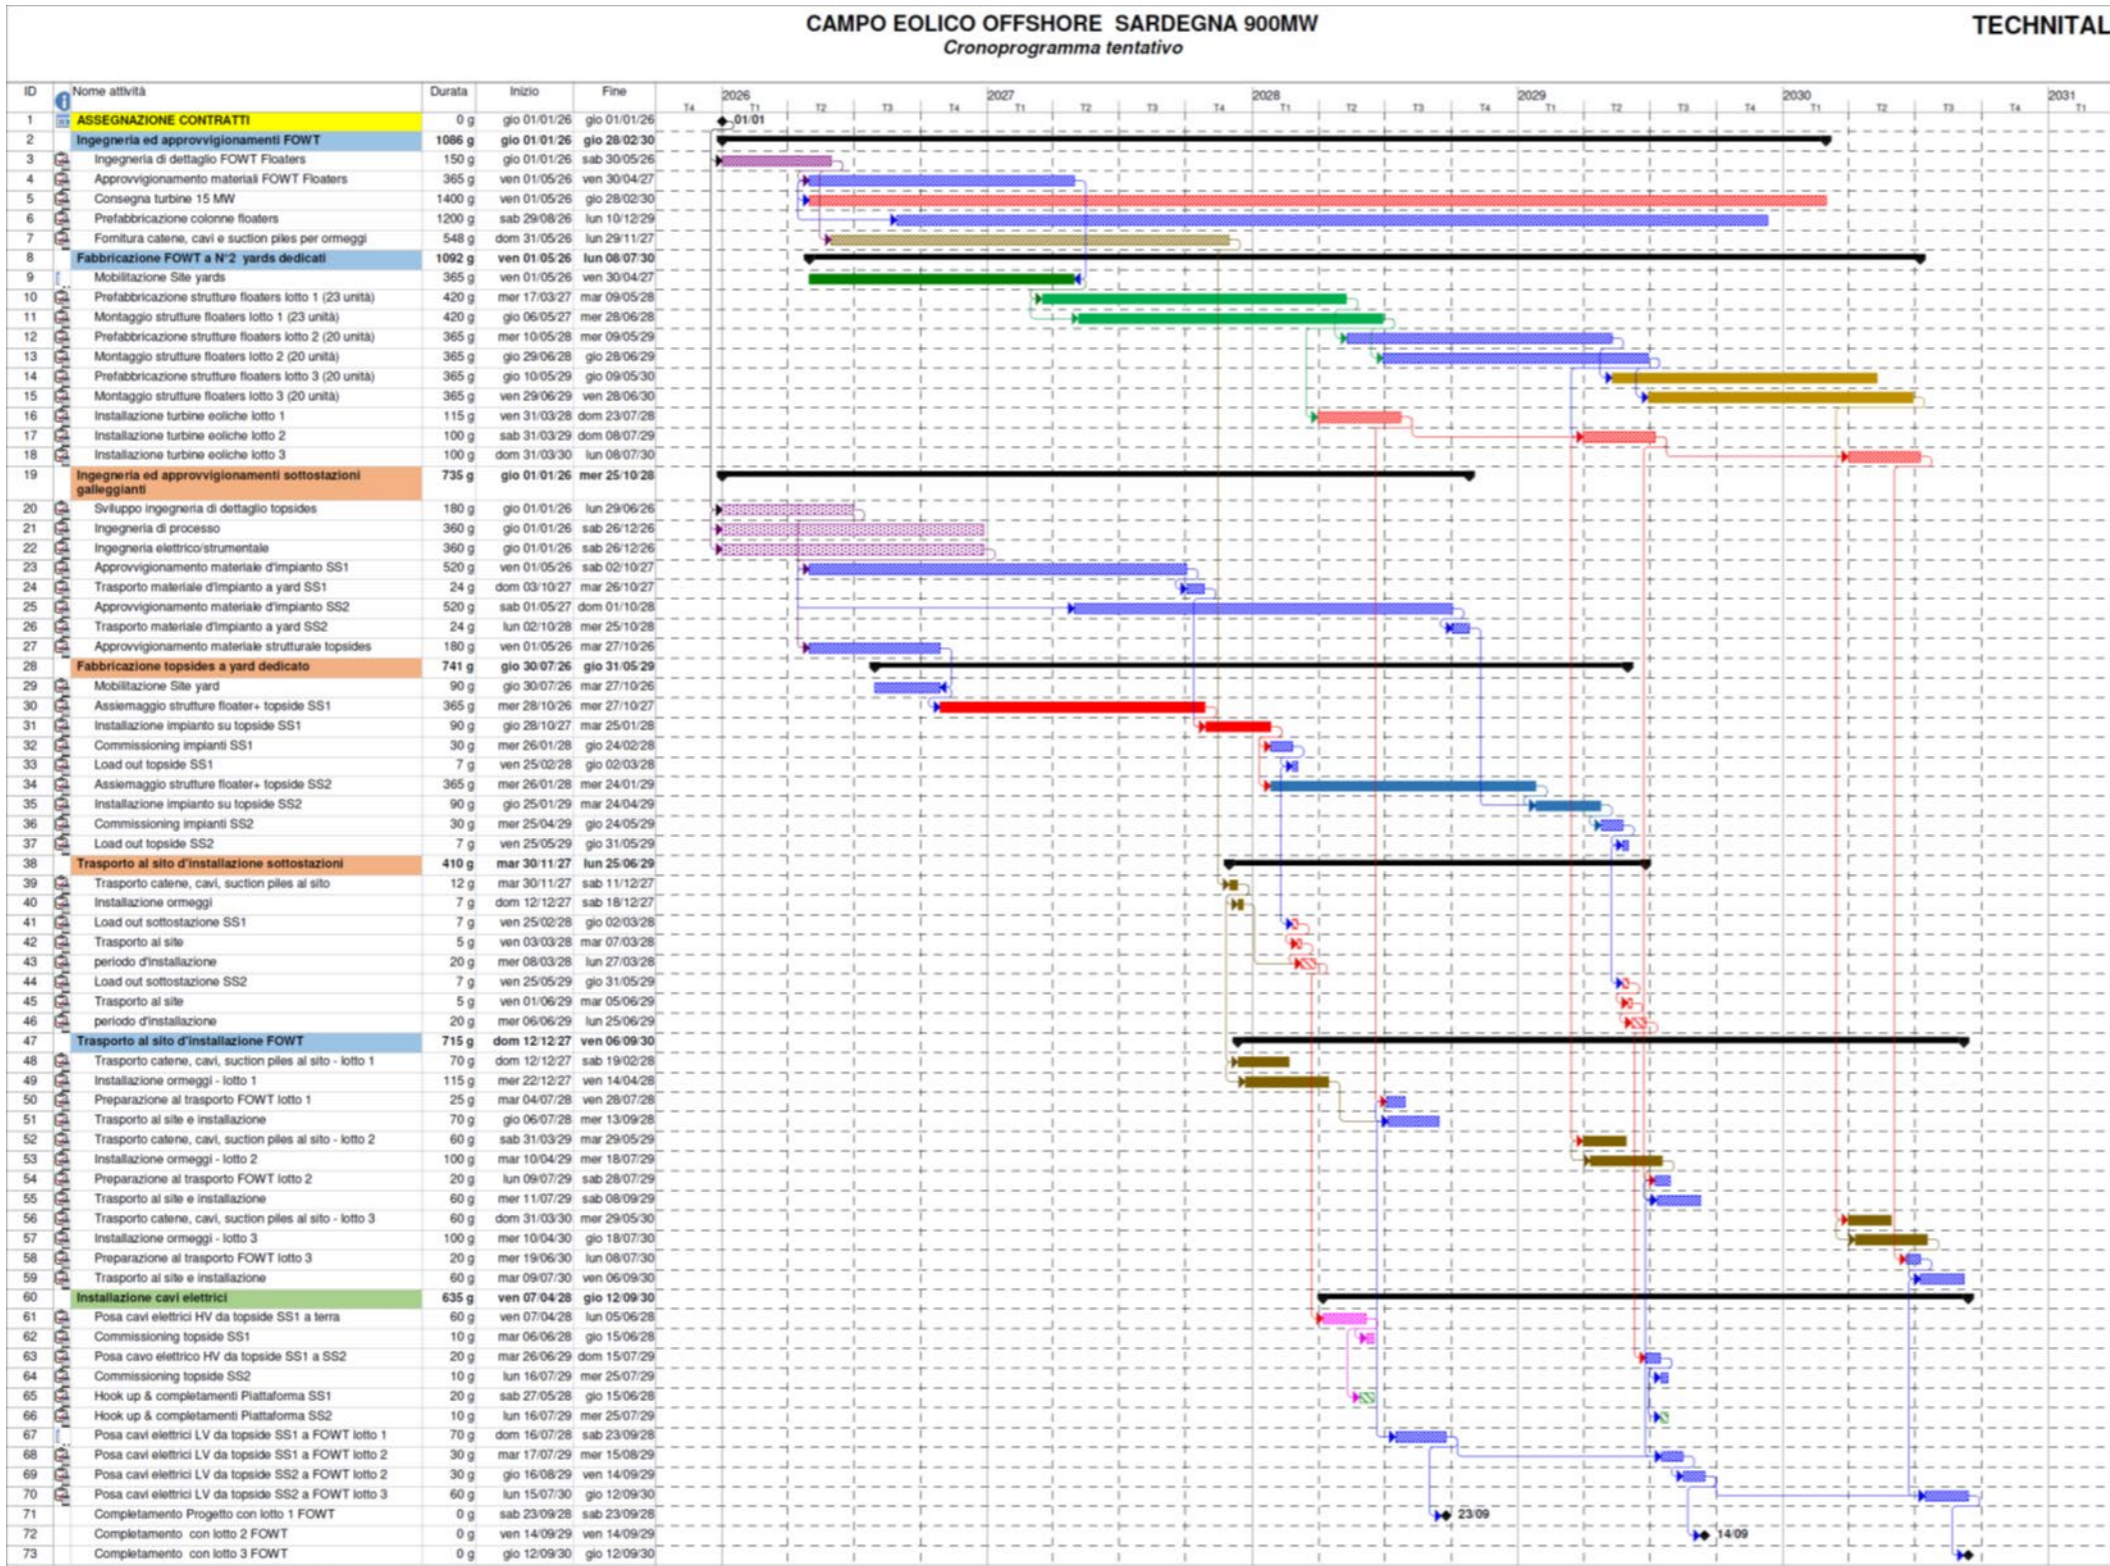 CAMPO EOLICO OFFSHORE SARDEGNA 900MW
TECHNITAL
Cronoprogramma tentativo
ID Nome attività Durata Inizio Fine 2026 2027 2028 2029 2030 2031
T4 T1 T2 T3 T4 T1 T2 T3 T4 T1 T2 T3 T4 T1 T2 T3 T4 T1 T2 T3 T4 T1
1 ASSEGNAZIONE CONTRATTI 0 g gio 01/01/26 gio 01/01/26 01/01
2 Ingegneria ed approvvigionamenti FOWT 1086 g gio 01/01/26 gio 28/02/30
3 Ingegneria di dettaglio FOWT Floaters 150 g gio 01/01/26 sab 30/05/26
4 Approvvigionamento materiali FOWT Floaters 365 g ven 01/05/26 ven 30/04/27
5 Consegna turbine 15 MW 1400 g ven 01/05/26 gio 28/02/30
6 Prefabbricazione colonne floaters 1200 g sab 29/08/26 lun 10/12/29
7 Fornitura catene, cavi e suction piles per ormeggi 548 g dom 31/05/26 lun 29/11/27
8 Fabbricazione FOWT a N°2 yards dedicati 1092 g ven 01/05/26 lun 08/07/30
9 Mobilitazione Site yards 365 g ven 01/05/26 ven 30/04/27
10 Prefabbricazione strutture floaters lotto 1 (23 unità) 420 g mer 17/03/27 mar 09/05/28
11 Montaggio strutture floaters lotto 1 (23 unità) 420 g gio 06/05/27 mer 28/06/28
12 Prefabbricazione strutture floaters lotto 2 (20 unità) 365 g mer 10/05/28 mer 09/05/29
13 Montaggio strutture floaters lotto 2 (20 unità) 365 g gio 29/06/28 gio 28/06/29
14 Prefabbricazione strutture floaters lotto 3 (20 unità) 365 g gio 10/05/29 gio 09/05/30
15 Montaggio strutture floaters lotto 3 (20 unità) 365 g ven 29/06/29 ven 28/06/30
16 Installazione turbine eoliche lotto 1 115 g ven 31/03/28 dom 23/07/28
17 Installazione turbine eoliche lotto 2 100 g sab 31/03/29 dom 08/07/29
18 Installazione turbine eoliche lotto 3 100 g dom 31/03/30 lun 08/07/30
19 Ingegneria ed approvvigionamenti sottostazioni 735 g gio 01/01/26 mer 25/10/28
galleggianti
20 Sviluppo ingegneria di dettaglio topsides 180 g gio 01/01/26 lun 29/06/26
21 Ingegneria di processo 360 g gio 01/01/26 sab 26/12/26
22 Ingegneria elettrico/strumentale 360 g gio 01/01/26 sab 26/12/26
23 Approvvigionamento materiale d'impianto SS1 520 g ven 01/05/26 sab 02/10/27
24 Trasporto materiale d'impianto a yard SS1 24 g dom 03/10/27 mar 26/10/27
25 Approvvigionamento materiale d'impianto SS2 520 g sab 01/05/27 dom 01/10/28
26 Trasporto materiale d'impianto a yard SS2 24 g lun 02/10/28 mer 25/10/28
27 Approvvigionamento materiale strutturale topsides 180 g ven 01/05/26 mar 27/10/26
28 Fabbricazione topsides a yard dedicato 741 g gio 30/07/26 gio 31/05/29
29 Mobilitazione Site yard 90 g gio 30/07/26 mar 27/10/26
30 Assiemaggio strutture floater+ topside SS1 365 g mer 28/10/26 mer 27/10/27
31 Installazione impianto su topside SS1 90 g gio 28/10/27 mar 25/01/28
32 Commissioning impianti SS1 30 g mer 26/01/28 gio 24/02/28
33 Load out topside SS1 7 g ven 25/02/28 gio 02/03/28
34 Assiemaggio strutture floater+ topside SS2 365 g mer 26/01/28 mer 24/01/29
35 Installazione impianto su topside SS2 90 g gio 25/01/29 mar 24/04/29
36 Commissioning impianti SS2 30 g mer 25/04/29 gio 24/05/29
37 Load out topside SS2 7 g ven 25/05/29 gio 31/05/29
38 Trasporto al sito d'installazione sottostazioni 410 g mar 30/11/27 lun 25/06/29
39 Trasporto catene, cavi, suction piles al sito 12 g mar 30/11/27 sab 11/12/27
40 Installazione ormeggi 7 g dom 12/12/27 sab 18/12/27
41 Load out sottostazione SS1 7 g ven 25/02/28 gio 02/03/28
42 Trasporto al site 5 g ven 03/03/28 mar 07/03/28
43 periodo d'installazione 20 g mer 08/03/28 lun 27/03/28
44 Load out sottostazione SS2 7 g ven 25/05/29 gio 31/05/29
45 Trasporto al site 5 g ven 01/06/29 mar 05/06/29
46 periodo d'installazione 20 g mer 06/06/29 lun 25/06/29
47 Trasporto al sito d'installazione FOWT 715 g dom 12/12/27 ven 06/09/30
48 Trasporto catene, cavi, suction piles al sito - lotto 1 70 g dom 12/12/27 sab 19/02/28
49 Installazione ormeggi - lotto 1 115 g mer 22/12/27 ven 14/04/28
50 Preparazione al trasporto FOWT lotto 1 25 g mar 04/07/28 ven 28/07/28
51 Trasporto al site e installazione 70 g gio 06/07/28 mer 13/09/28
52 Trasporto catene, cavi, suction piles al sito - lotto 2 60 g sab 31/03/29 mar 29/05/29
53 Installazione ormeggi - lotto 2 100 g mar 10/04/29 mer 18/07/29
54 Preparazione al trasporto FOWT lotto 2 20 g lun 09/07/29 sab 28/07/29
55 Trasporto al site e installazione 60 g mer 11/07/29 sab 08/09/29
56 Trasporto catene, cavi, suction piles al sito - lotto 3 60 g dom 31/03/30 mer 29/05/30
57 Installazione ormeggi - lotto 3 100 g mer 10/04/30 gio 18/07/30
58 Preparazione al trasporto FOWT lotto 3 20 g mer 19/06/30 lun 08/07/30
59 Trasporto al site e installazione 60 g mar 09/07/30 ven 06/09/30
60 Installazione cavi elettrici 635 g ven 07/04/28 gio 12/09/30
61 Posa cavi elettrici HV da topside SS1 a terra 60 g ven 07/04/28 lun 05/06/28
62 Commissioning topside SS1 10 g mar 06/06/28 gio 15/06/28
63 Posa cavo elettrico HV da topside SS1 a SS2 20 g mar 26/06/29 dom 15/07/29
64 Commissioning topside SS2 10 g lun 16/07/29 mer 25/07/29
65 Hook up & completamenti Piattaforma SS1 20 g sab 27/05/28 gio 15/06/28
66 Hook up & completamenti Piattaforma SS2 10 g lun 16/07/29 mer 25/07/29
67 Posa cavi elettrici LV da topside SS1 a FOWT lotto 1 70 g dom 16/07/28 sab 23/09/28
68 Posa cavi elettrici LV da topside SS1 a FOWT lotto 2 30 g mar 17/07/29 mer 15/08/29
69 Posa cavi elettrici LV da topside SS2 a FOWT lotto 2 30 g gio 16/08/29 ven 14/09/29
70 Posa cavi elettrici LV da topside SS2 a FOWT lotto 3 60 g lun 15/07/30 gio 12/09/30
71 Completamento Progetto con lotto 1 FOWT 0 g sab 23/09/28 sab 23/09/28 23/09
72 Completamento con lotto 2 FOWT 0 g ven 14/09/29 ven 14/09/29 14/09
73 Completamento con lotto 3 FOWT 0 g gio 12/09/30 gio 12/09/30